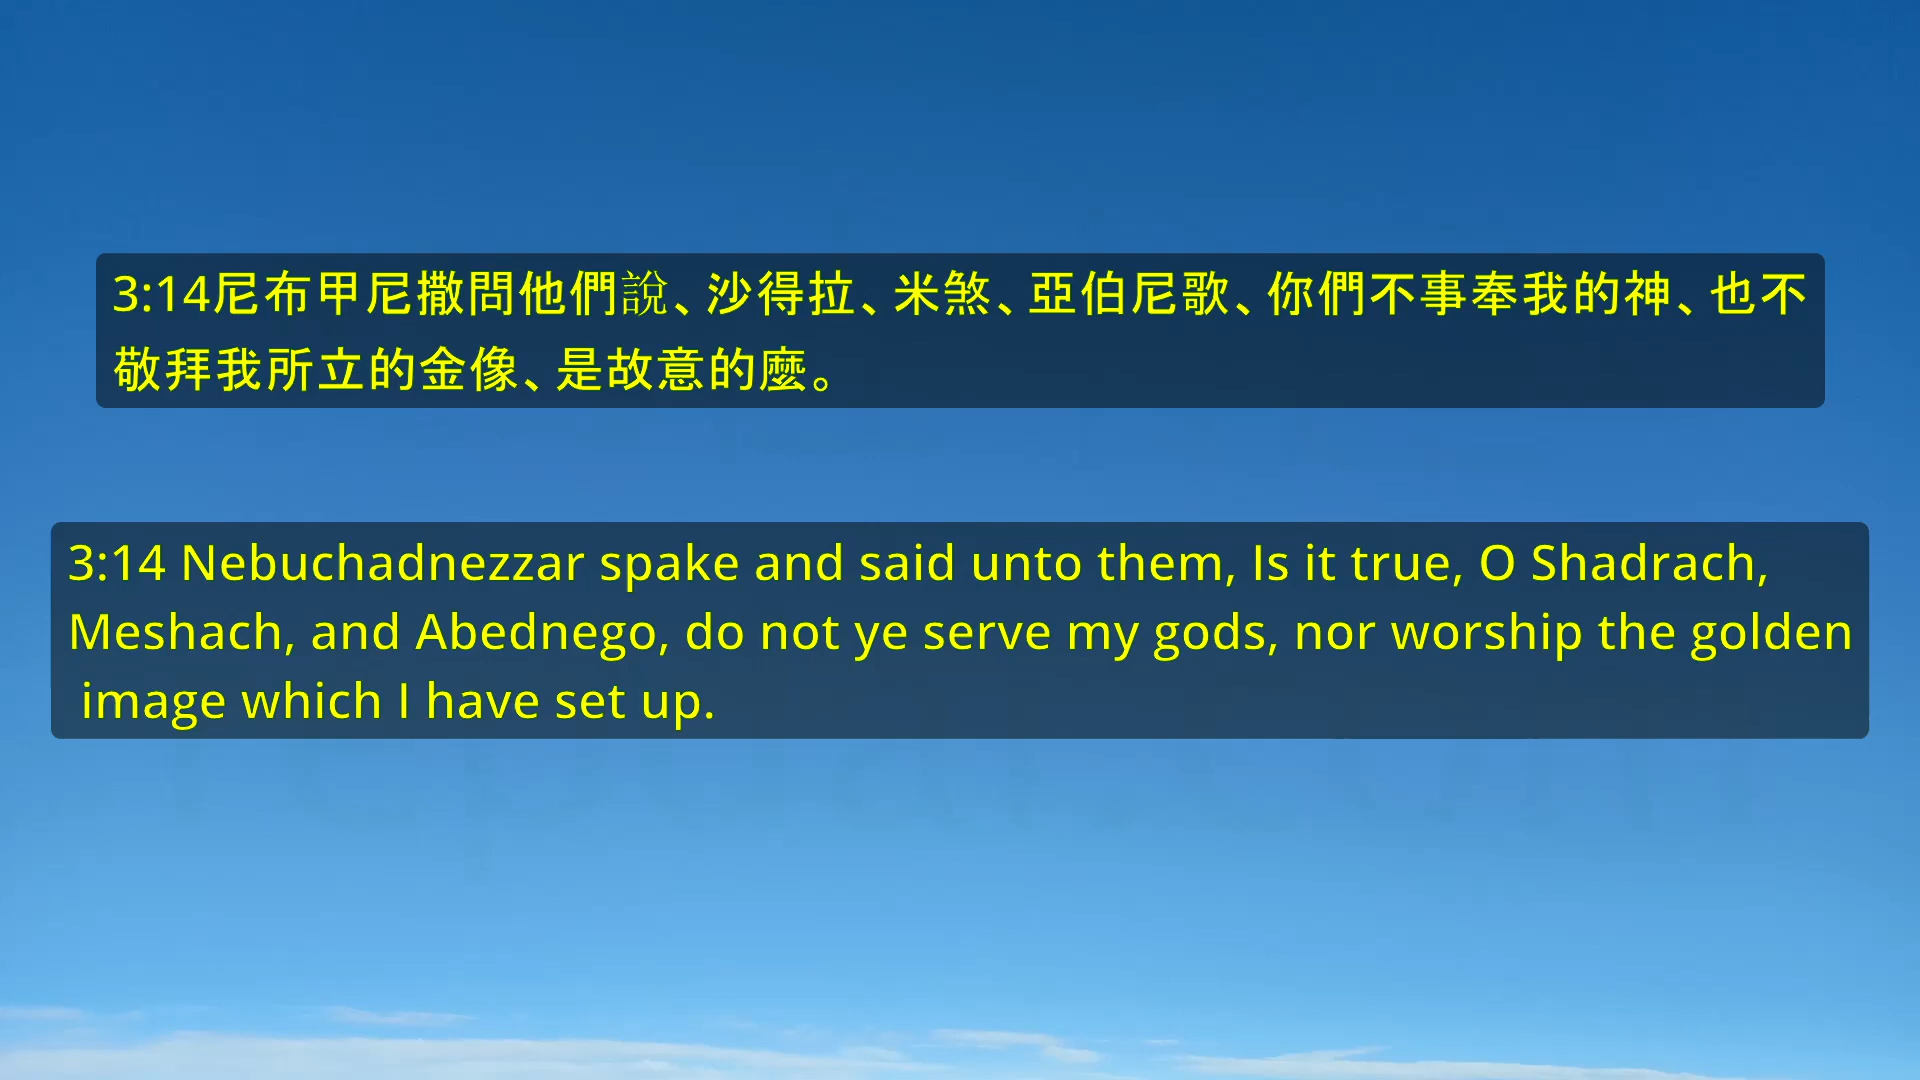 3:14尼布甲尼撒問他們說、沙得拉、米煞、亞伯尼歌、你們不事奉我的神、也不
敬拜我所立的金像、是故意的麼。
3:14 Nebuchadnezzar spake and said unto them, Is it true, O Shadrach,
Meshach, and Abednego, do not ye serve my gods, nor worship the golden
image which I have set up.